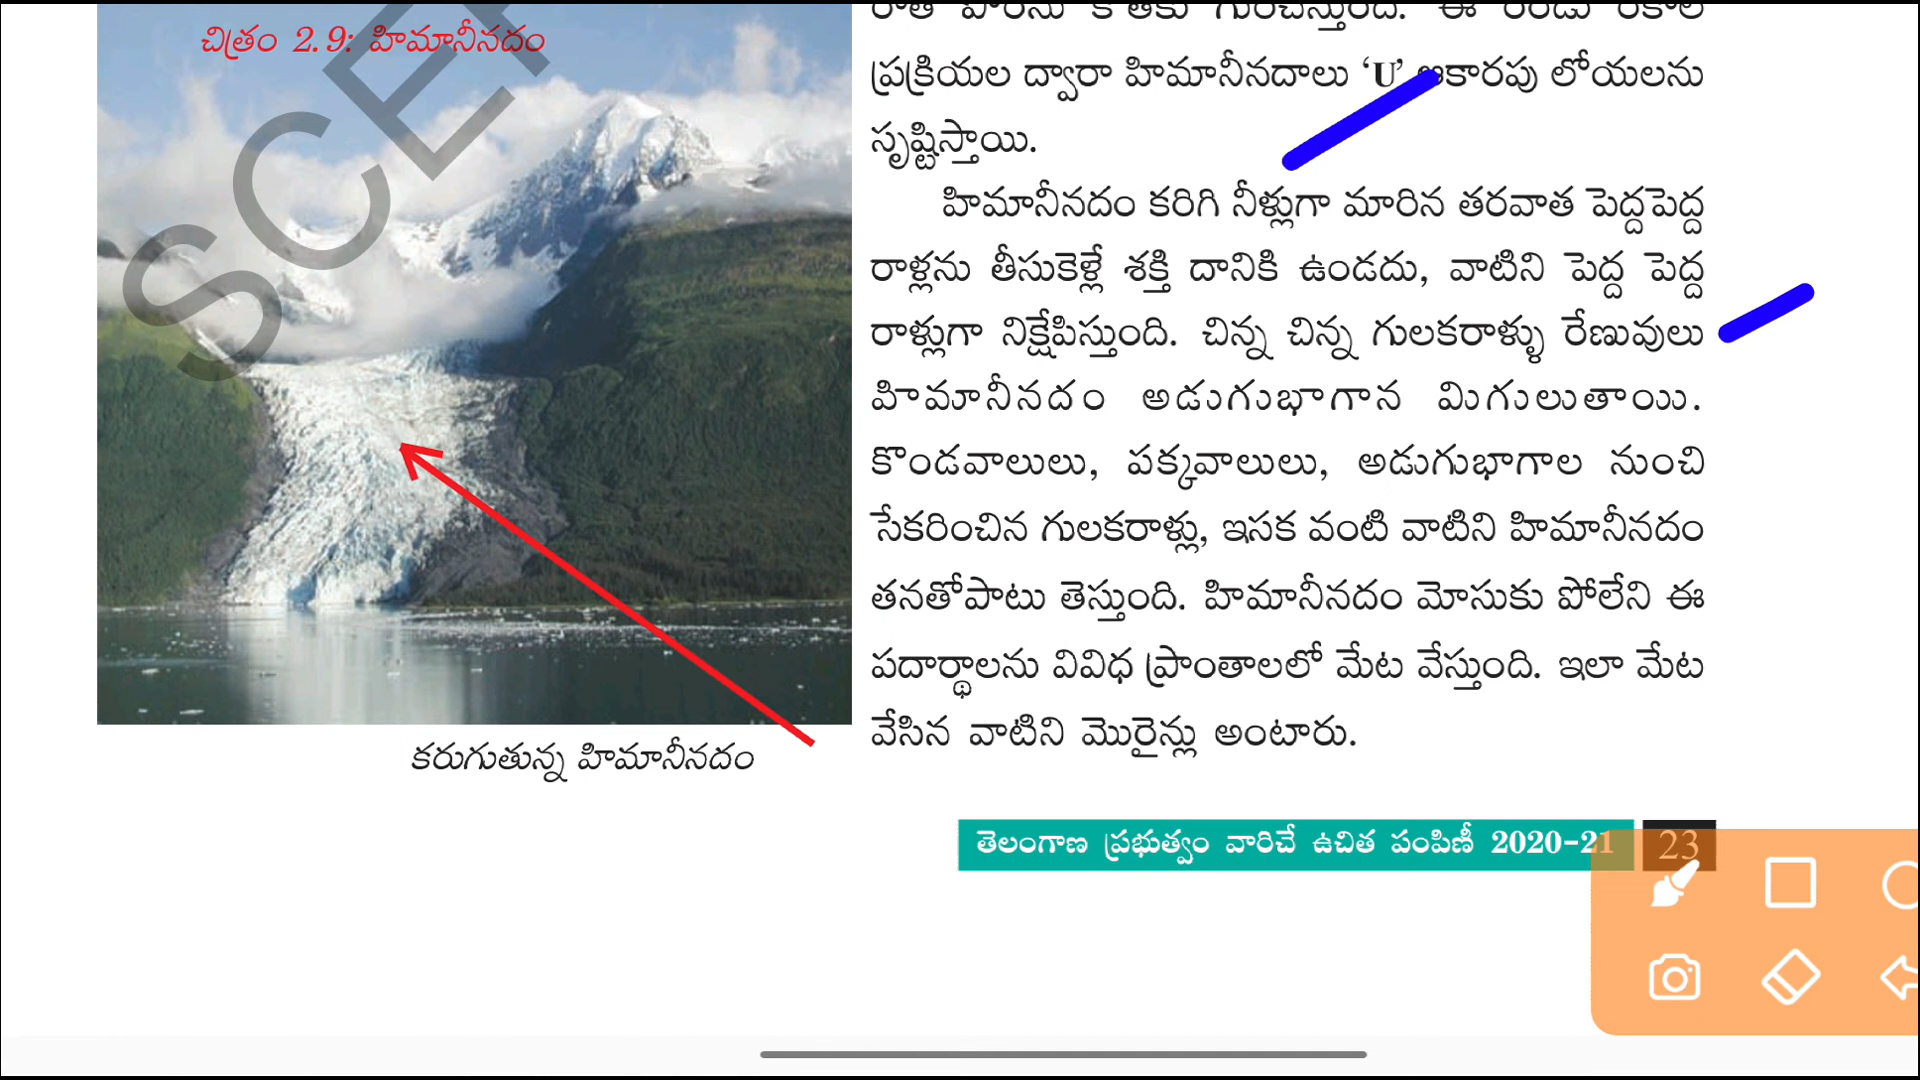 చిత్రం 2.9: హిమానీనదం
SCER
ప్రక్రియల ద్వారా హిమానీనదాలు ‘U’ ఆకారపు లోయలను
సృష్టిస్తాయి.
హిమానీనదం కరిగి నీళ్లుగా మారిన తరవాత పెద్దపెద్ద
రాళ్లను తీసుకెళ్లే శక్తి దానికి ఉండదు, వాటిని పెద్ద పెద్ద
రాళ్లుగా నిక్షేపిస్తుంది. చిన్న చిన్న గులకరాళ్ళు రేణువులు
హిమానీనదం అడుగుభాగాన మిగులుతాయి.
కొండవాలులు, పక్కవాలులు, అడుగుభాగాల నుంచి
సేకరించిన గులకరాళ్లు, ఇసక వంటి వాటిని హిమానీనదం
తనతోపాటు తెస్తుంది. హిమానీనదం మోసుకు పోలేని ఈ
పదార్థాలను వివిధ ప్రాంతాలలో మేట వేస్తుంది. ఇలా మేట
వేసిన వాటిని మొరైన్లు అంటారు.
కరుగుతున్న హిమానీనదం
తెలంగాణ ప్రభుత్వం వారిచే ఉచిత పంపిణీ 2020-21
23